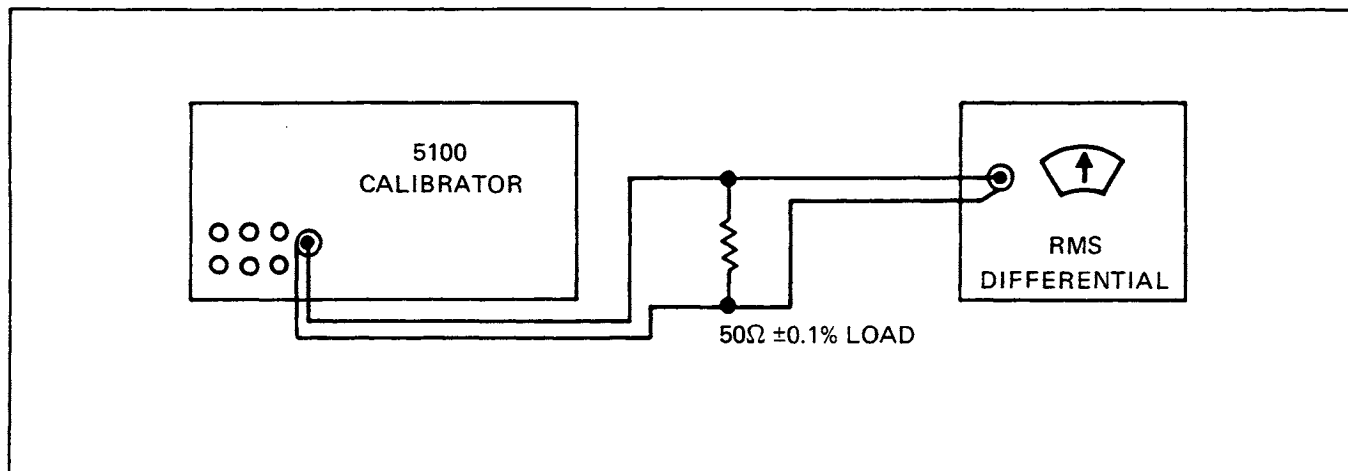 5100
CALIBRATOR
RMS
DIFFERENTIAL
50Ω ±0.1% LOAD